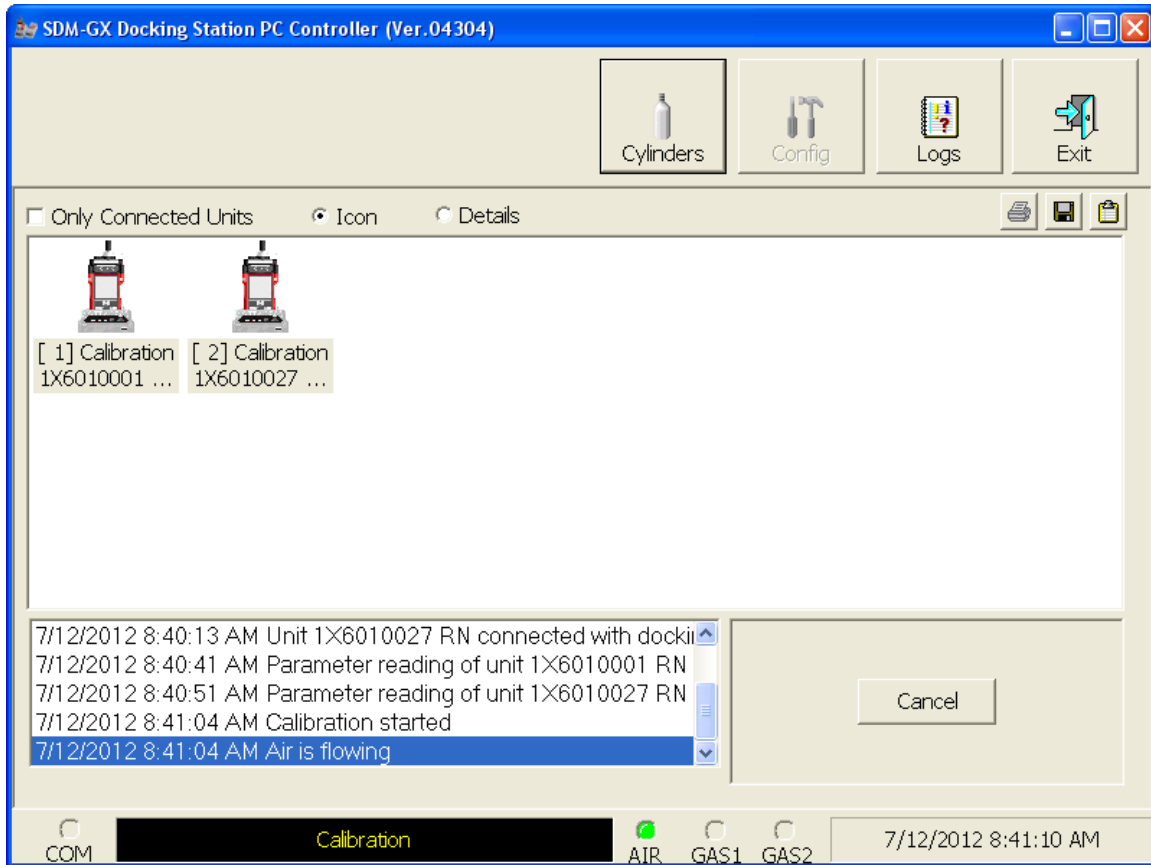 SDM-GX Docking Station PC Controller (Ver.04304)
Cylinders
Config
Logs
Exit
Only Connected Units
Icon
Details
[ 1] Calibration
1X6010001 ...
[ 2] Calibration
1X6010027 ...
7/12/2012 8:40:13 AM Unit 1X6010027 RN connected with docki
7/12/2012 8:40:41 AM Parameter reading of unit 1X6010001 RN
7/12/2012 8:40:51 AM Parameter reading of unit 1X6010027 RN
7/12/2012 8:41:04 AM Calibration started
7/12/2012 8:41:04 AM Air is flowing
Cancel
COM
Calibration
AIR
GAS1
GAS2
7/12/2012 8:41:10 AM